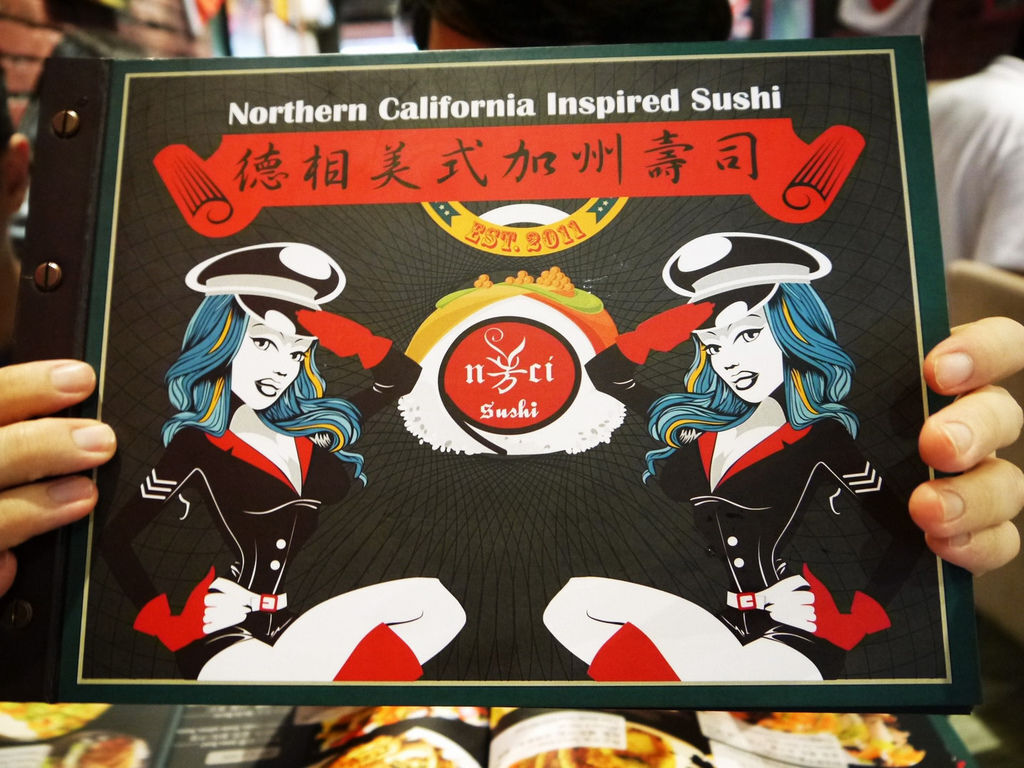 Northern California Inspired Sushi
德相美式加州壽司
EST. 2011
Sushi